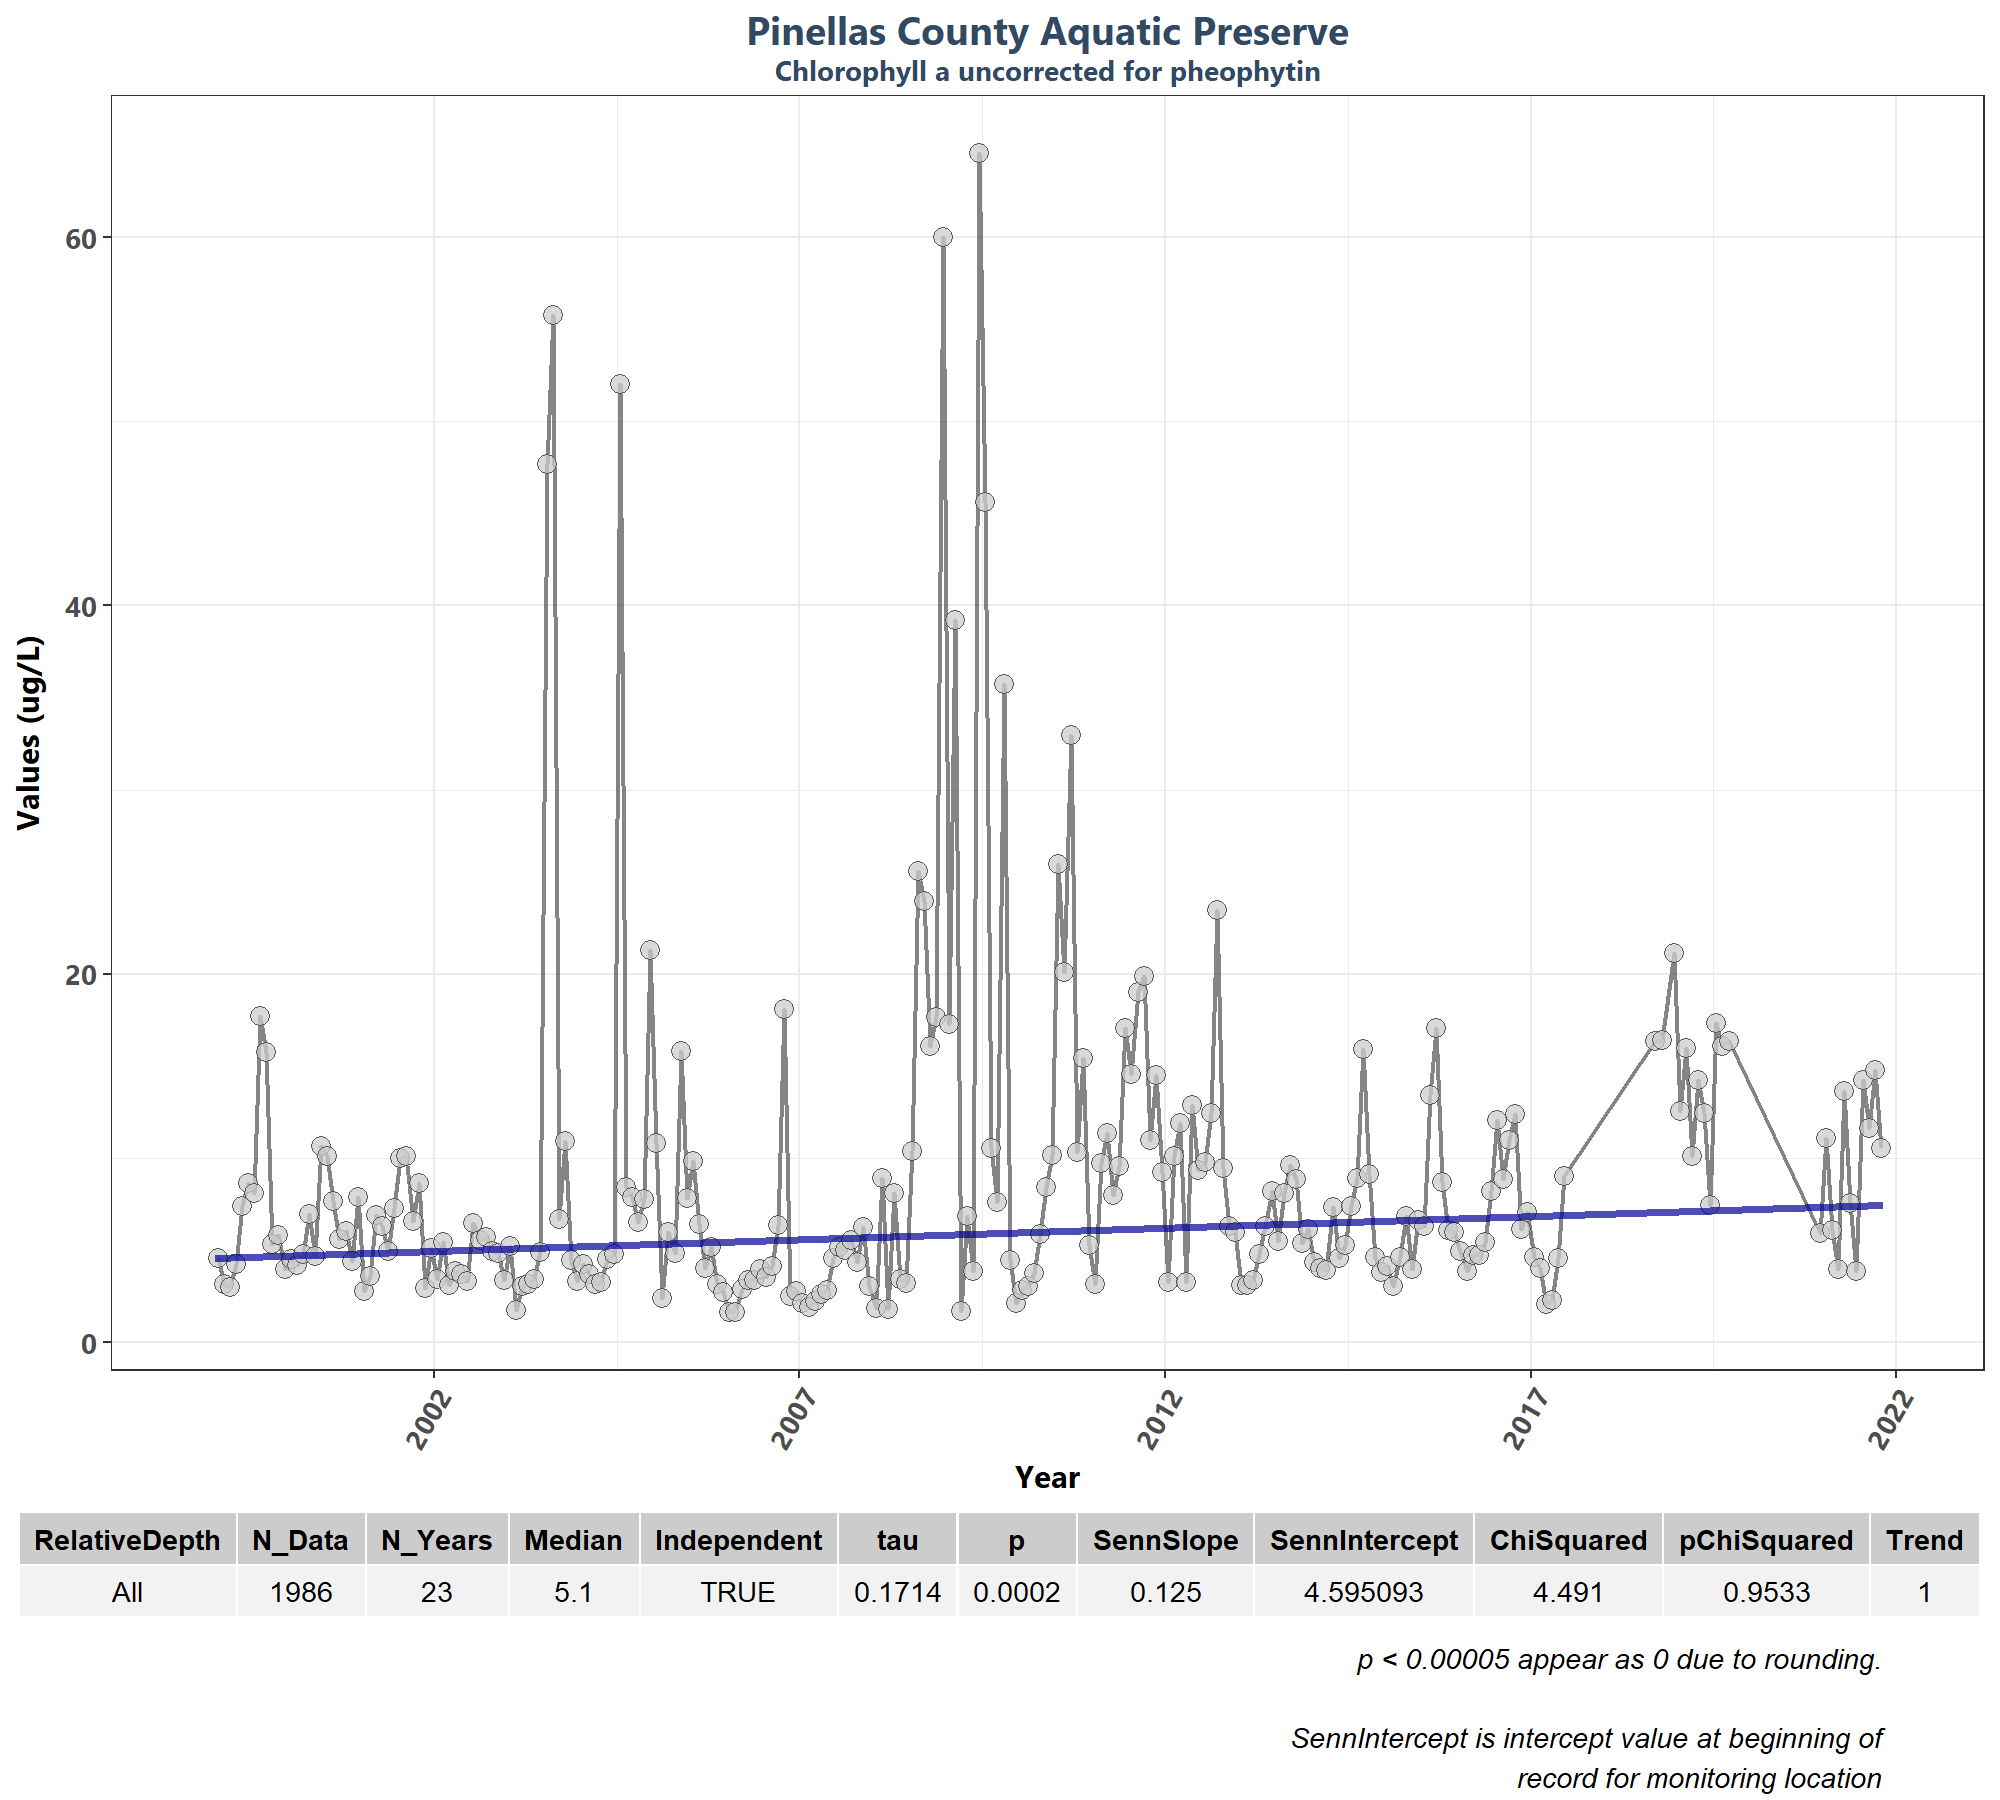 Pinellas County Aquatic Preserve
Chlorophyll a uncorrected for pheophytin
Values (ug/L)
60
40
20
0
2002 2007 2012 2017 2022
Year
RelativeDepth N_Data N_Years Median Independent tau p SennSlope SennIntercept ChiSquared pChiSquared Trend
All 1986 23 5.1 TRUE 0.1714 0.0002 0.125 4.595093 4.491 0.9533 1
p < 0.00005 appear as 0 due to rounding.
SennIntercept is intercept value at beginning of
record for monitoring location